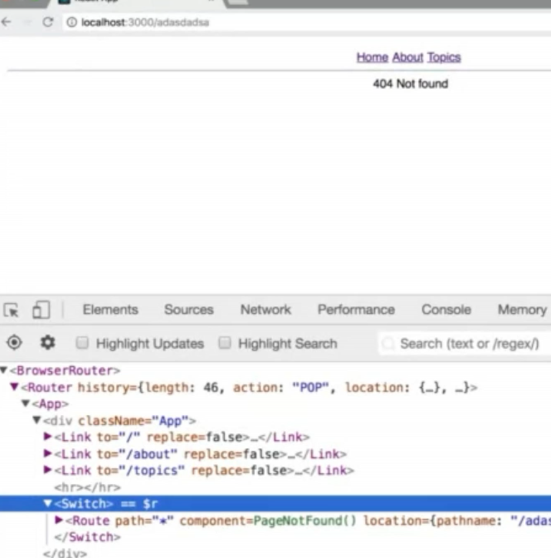 localhost:3000/adasdadsa
Home About Topics
404 Not found
Elements Sources Network Performance Console Memory
Highlight Updates Highlight Search Search (text or /regex/)
▼<BrowserRouter>
▼<Router history={length: 46, action: "POP", location: {…}, …}>
▼<App>
▼<div className="App">
▶<Link to="/" replace=false>…</Link>
▶<Link to="/about" replace=false>…</Link>
▶<Link to="/topics" replace=false>…</Link>
<hr></hr>
▼<Switch> == $r
▶<Route path="*" component=PageNotFound() location={pathname: "/adas
</Switch>
</div>